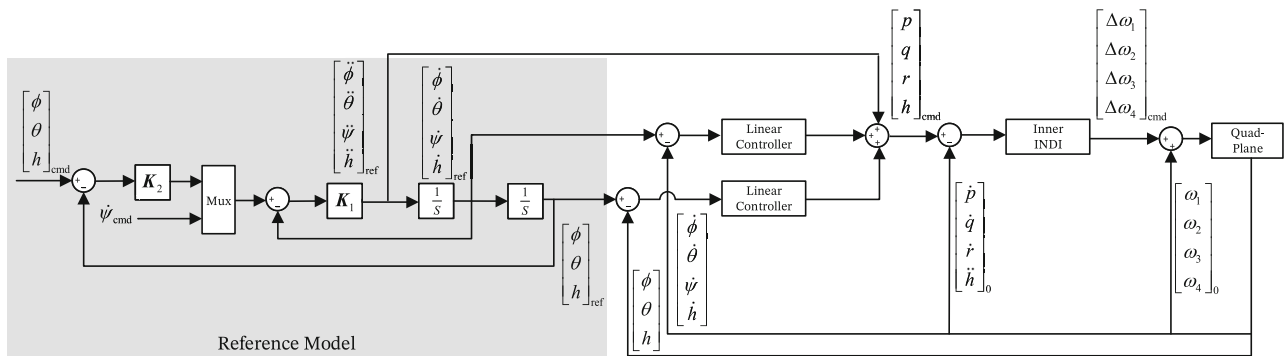 [ϕ θ h]cmd
+
−
K₂
ψ̇cmd
Mux
+
−
[ϕ̈ θ̈ ψ̈ ḧ]ref
K₁
[ϕ̇ θ̇ ψ̇ ḣ]ref
1/S
1/S
[ϕ θ h]ref
Reference Model
+
−
Linear
Controller
+
−
Linear
Controller
[ϕ θ h]
[ϕ̇ θ̇ ψ̇ ḣ]
+
+
+
[p q r h]cmd
+
−
[ṗ q̇ ṙ ḧ]₀
Inner
INDI
[Δω₁ Δω₂ Δω₃ Δω₄]cmd
+
+
[ω₁ ω₂ ω₃ ω₄]₀
Quad-
Plane